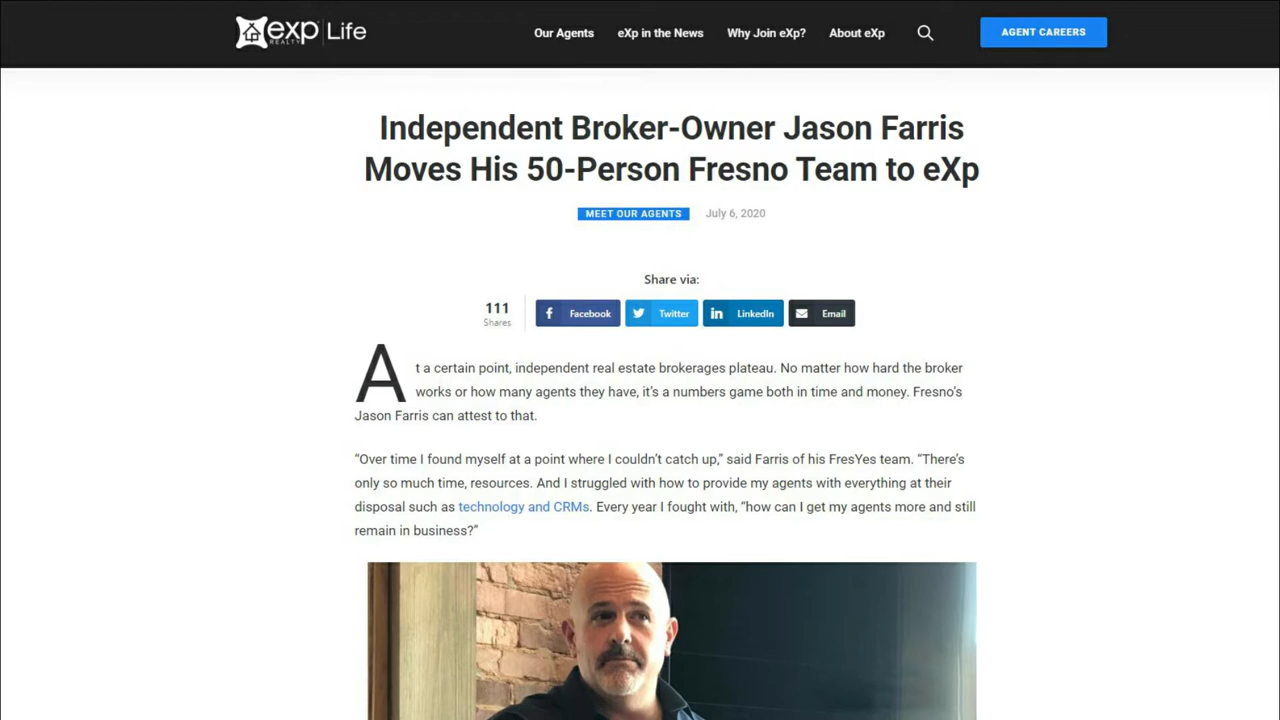 exp REALTY | Life
Our Agents eXp in the News Why Join eXp? About eXp AGENT CAREERS
Independent Broker-Owner Jason Farris
Moves His 50-Person Fresno Team to eXp
MEET OUR AGENTS July 6, 2020
Share via:
111
Shares
Facebook Twitter LinkedIn Email
At a certain point, independent real estate brokerages plateau. No matter how hard the broker
works or how many agents they have, it’s a numbers game both in time and money. Fresno’s
Jason Farris can attest to that.
“Over time I found myself at a point where I couldn’t catch up,” said Farris of his FresYes team. “There’s
only so much time, resources. And I struggled with how to provide my agents with everything at their
disposal such as technology and CRMs. Every year I fought with, “how can I get my agents more and still
remain in business?”